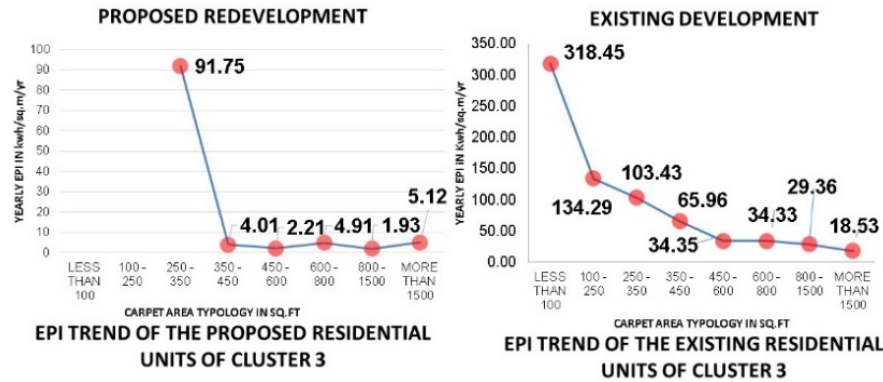 PROPOSED REDEVELOPMENT
YEARLY EPI IN kwh/sq.m/yr
100
90
80
70
60
50
40
30
20
10
0
91.75
4.01
2.21
4.91
1.93
5.12
LESS THAN 100
100 - 250
250 - 350
350 - 450
450 - 600
600 - 800
800 - 1500
MORE THAN 1500
CARPET AREA TYPOLOGY IN SQ.FT
EPI TREND OF THE PROPOSED RESIDENTIAL
UNITS OF CLUSTER 3
EXISTING DEVELOPMENT
YEARLY EPI IN Kwh/sq.m/yr
350.00
300.00
250.00
200.00
150.00
100.00
50.00
0.00
318.45
134.29
103.43
65.96
34.35
34.33
29.36
18.53
LESS THAN 100
100 - 250
250 - 350
350 - 450
450 - 600
600 - 800
800 - 1500
MORE THAN 1500
CARPET AREA TYPOLOGY IN SQ.FT
EPI TREND OF THE EXISTING RESIDENTIAL
UNITS OF CLUSTER 3